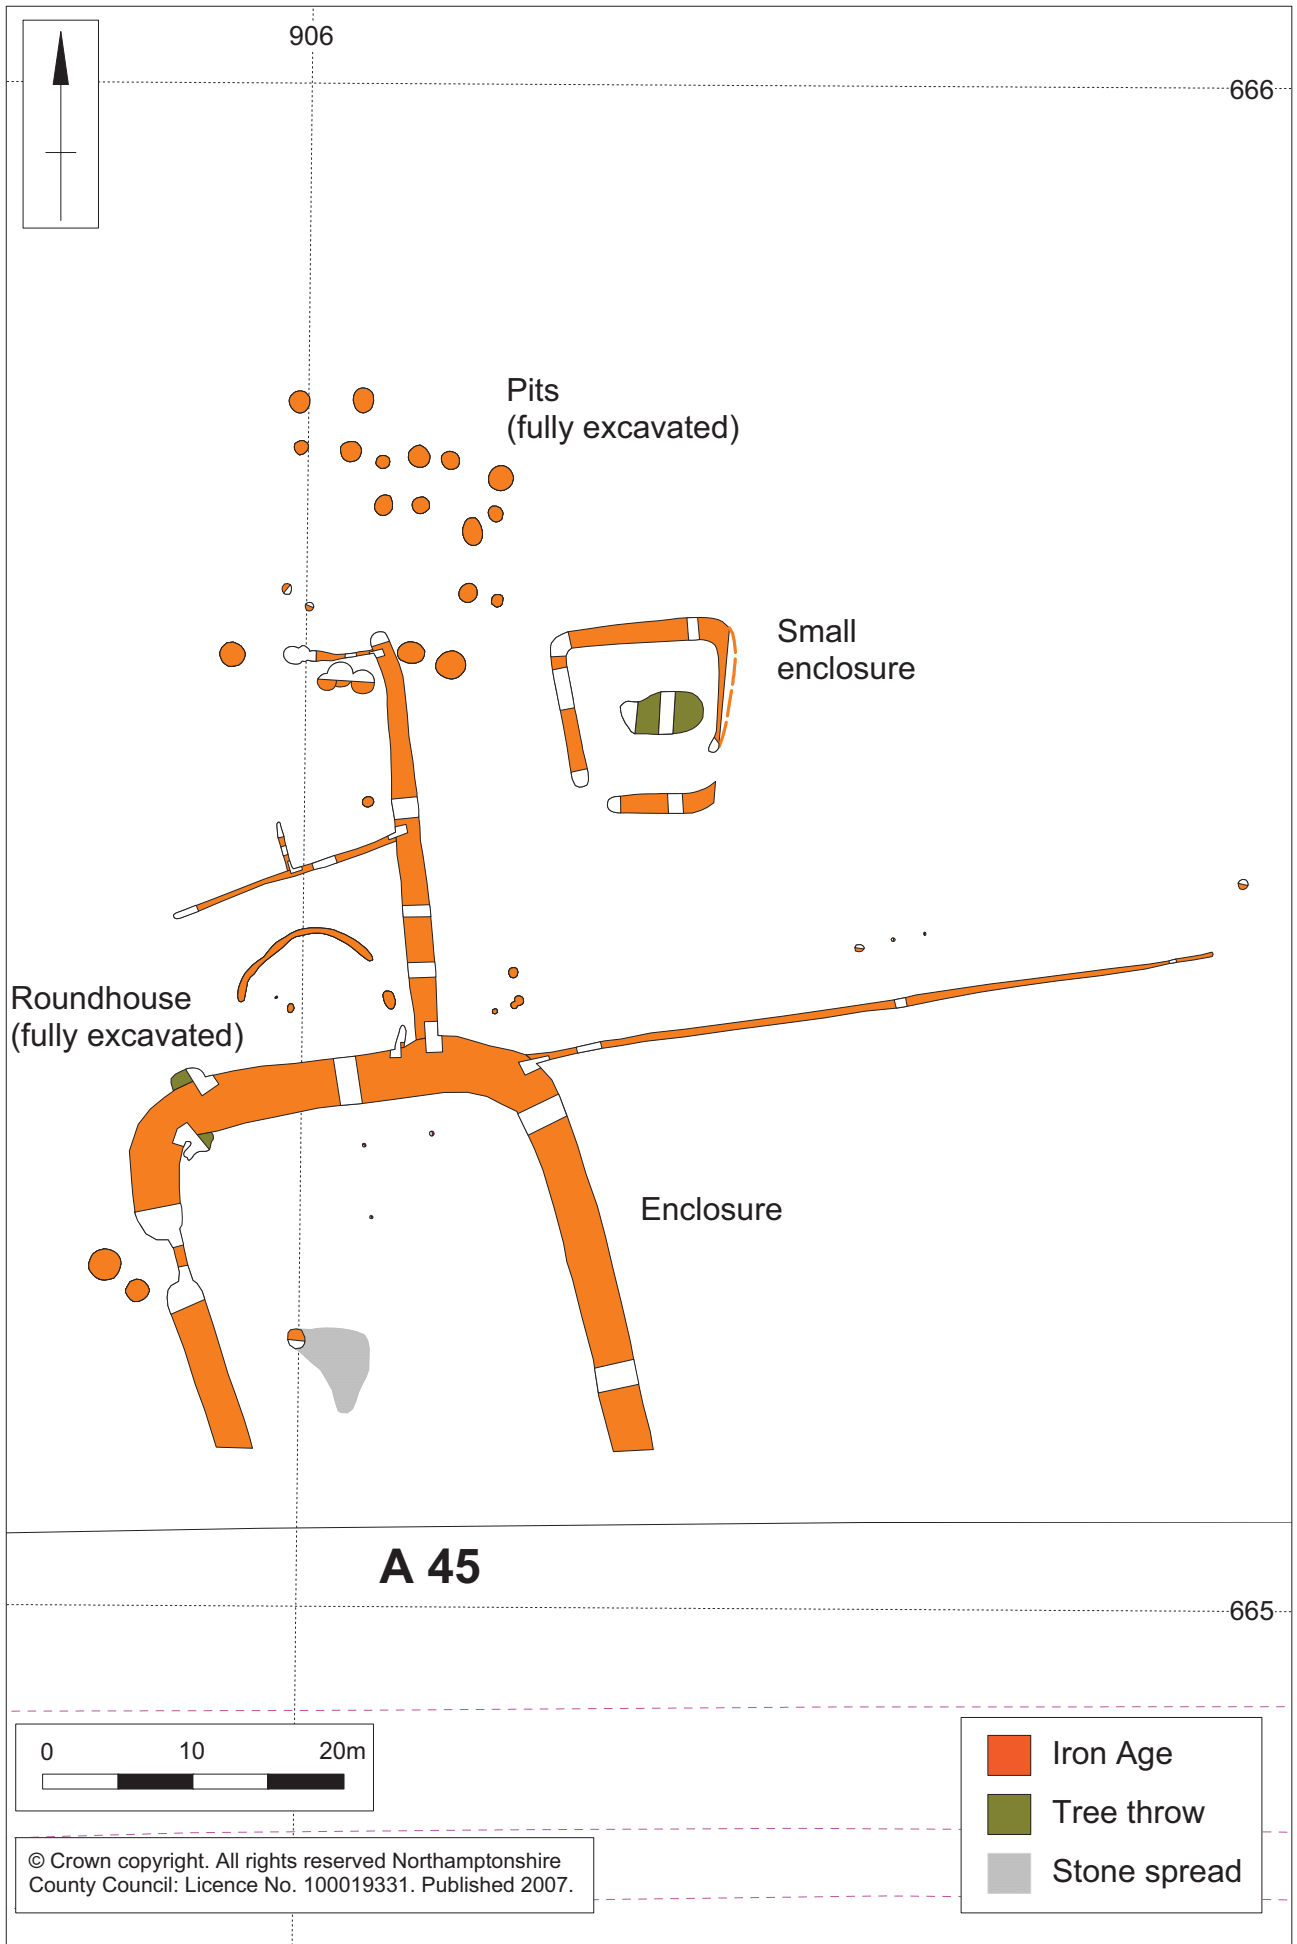 906
666
Pits
(fully excavated)
Small
enclosure
Roundhouse
(fully excavated)
Enclosure
A 45
665
0 10 20m
Iron Age
Tree throw
Stone spread
© Crown copyright. All rights reserved Northamptonshire
County Council: Licence No. 100019331. Published 2007.